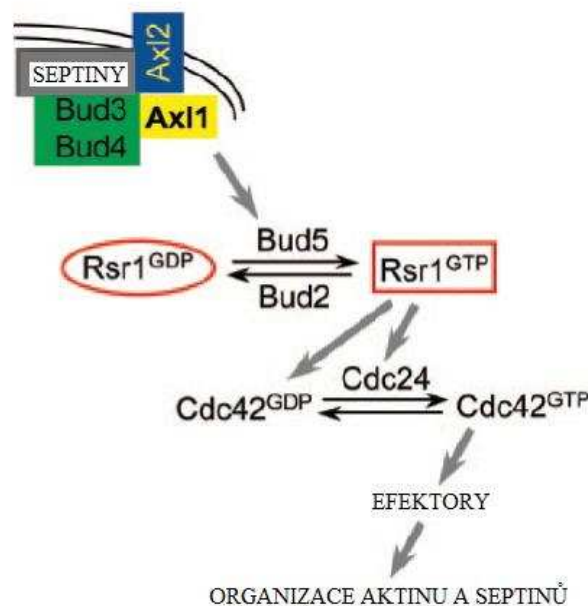 Axl2
SEPTINY
Bud3
Axl1
Bud4
Bud5
Rsr1GDP
Rsr1GTP
Bud2
Cdc24
Cdc42GDP
Cdc42GTP
EFEKTORY
ORGANIZACE AKTINU A SEPTINŮ